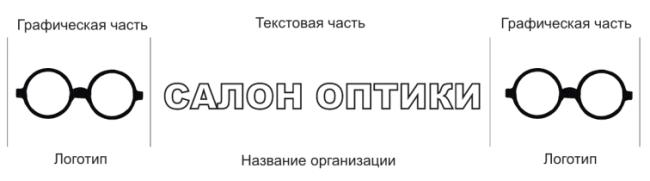 Графическая часть Текстовая часть Графическая часть
САЛОН ОПТИКИ
Логотип Название организации Логотип